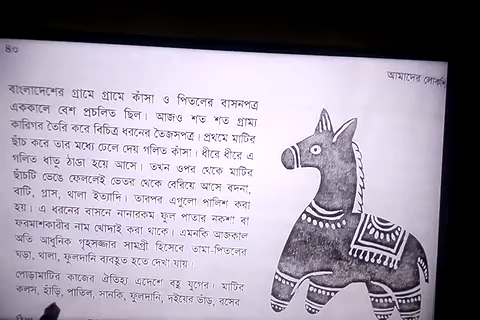 ৪০
আমাদের লোকশি
বাংলাদেশের গ্রামে গ্রামে কাঁসা ও পিতলের বাসনপত্র
এককালে বেশ প্রচলিত ছিল। আজও শত শত গ্রাম্য
কারিগর তৈরি করে বিচিত্র ধরনের তৈজসপত্র। প্রথমে মাটির
ছাঁচ করে তার মধ্যে ঢেলে দেয় গলিত কাঁসা। ধীরে ধীরে এ
গলিত ধাতু ঠান্ডা হয়ে আসে। তখন ওপর থেকে মাটির
ছাঁচটি ভেঙে ফেললেই ভেতর থেকে বেরিয়ে আসে বদনা,
বাটি, গ্লাস, থালা ইত্যাদি। তারপর এগুলো পালিশ করা
হয়। এ ধরনের বাসনে নানারকম ফুল পাতার নকশা বা
ফরমাশকারীর নাম খোদাই করা থাকে। এমনকি আজকাল
অতি আধুনিক গৃহসজ্জার সামগ্রী হিসেবে তামা-পিতলের
ঘড়া, থালা, ফুলদানি ব্যবহৃত হতে দেখা যায়।
পোড়ামাটির কাজের ঐতিহ্য এদেশে বহু যুগের। মাটির
কলস, হাঁড়ি, পাতিল, সানকি, ফুলদানি, দইয়ের ভাঁড়, রসের